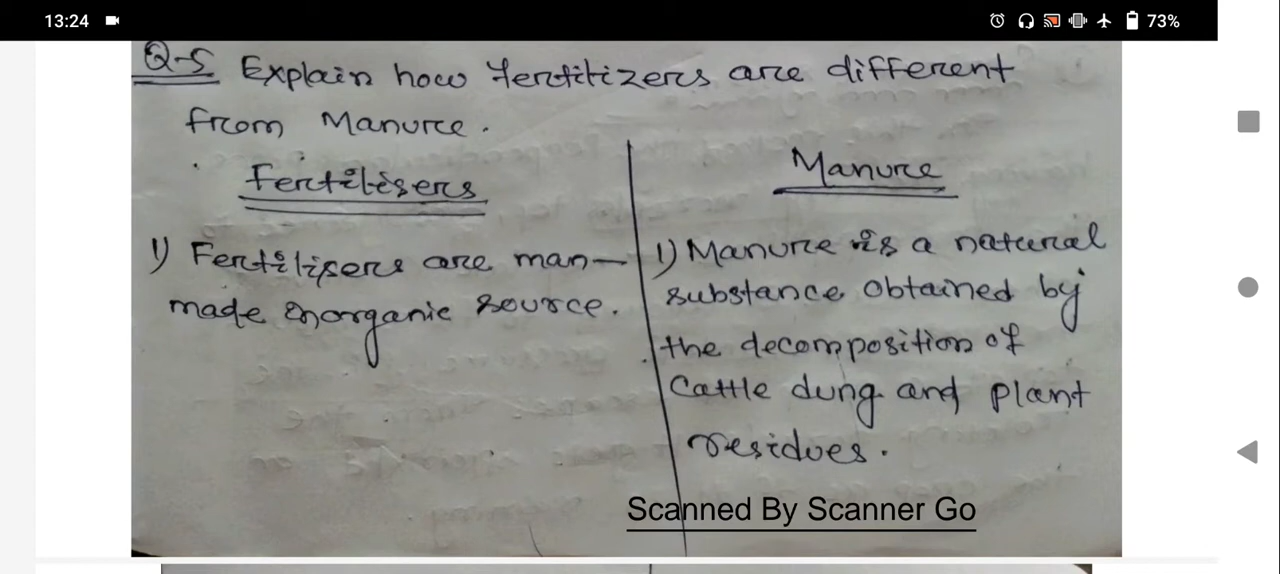 13:24
73%
Q-5 Explain how fertilizers are different
from Manure.
Fertilisers
Manure
1) Fertilisers are man-
made inorganic source.
1) Manure is a natural
substance obtained by
the decomposition of
Cattle dung and plant
residues.
Scanned By Scanner Go